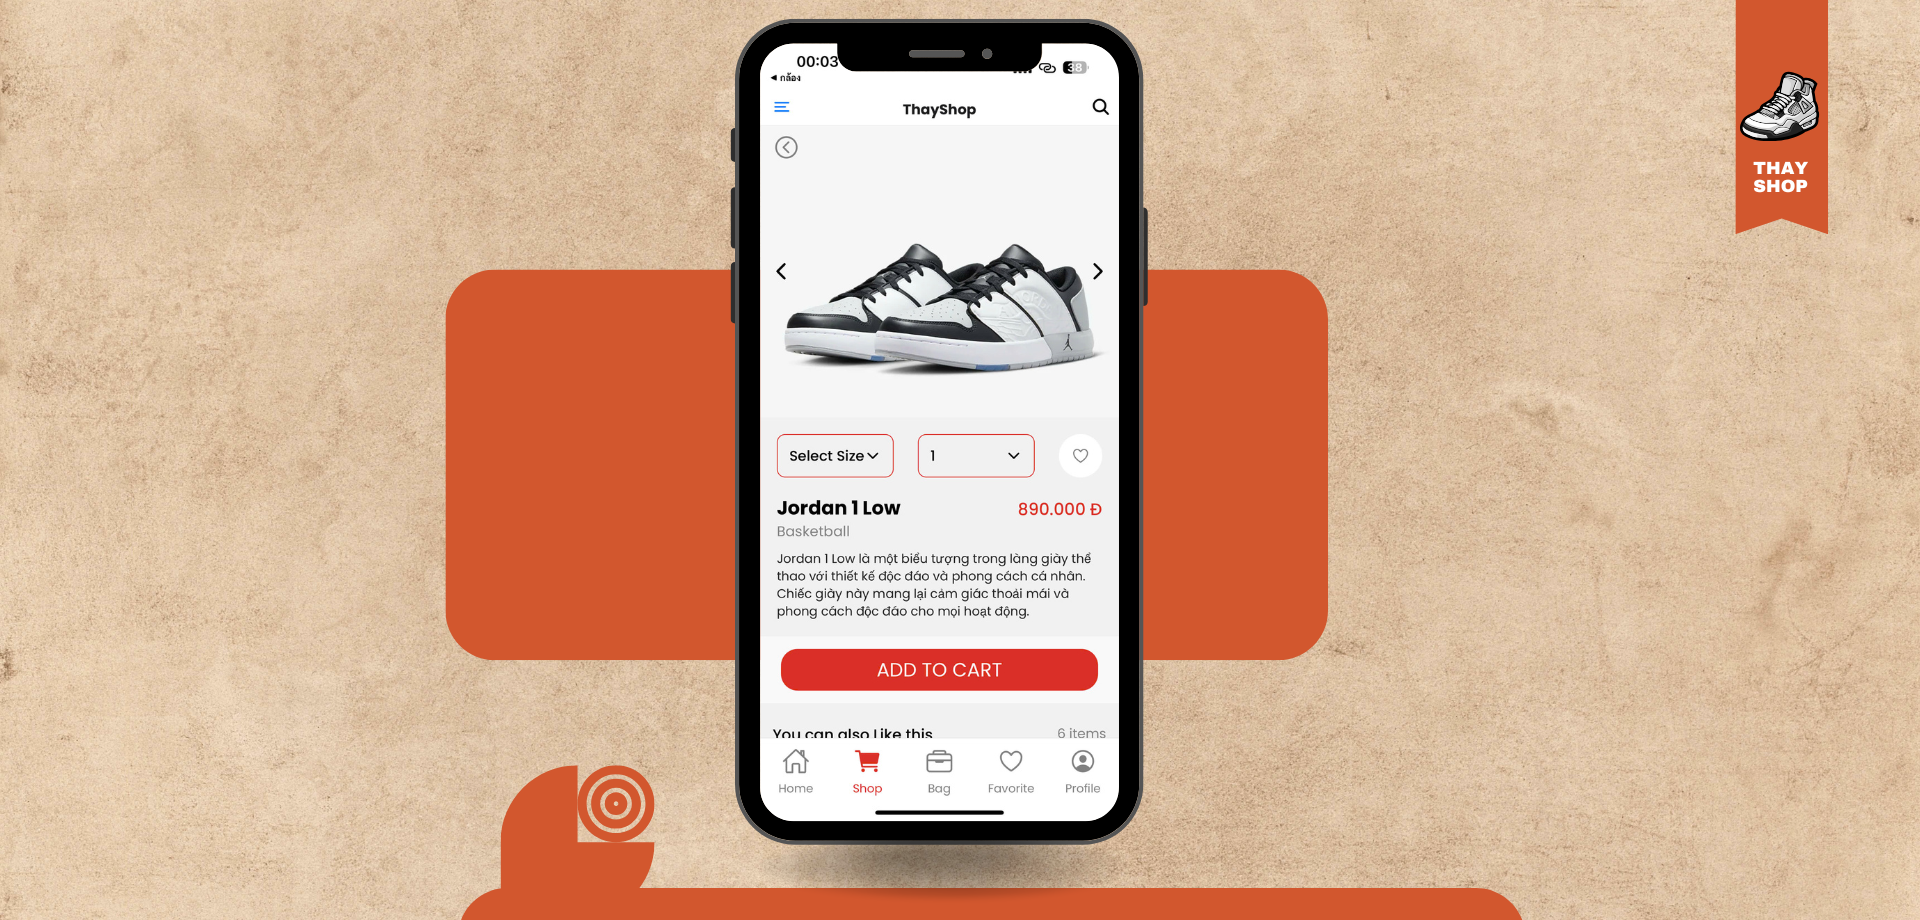 00:03
◀ กล้อง
38
ThayShop
THAY
SHOP
Select Size
1
Jordan 1 Low
890.000 Đ
Basketball
Jordan 1 Low là một biểu tượng trong làng giày thể
thao với thiết kế độc đáo và phong cách cá nhân.
Chiếc giày này mang lại cảm giác thoải mái và
phong cách độc đáo cho mọi hoạt động.
ADD TO CART
You can also Like this
6 items
Home
Shop
Bag
Favorite
Profile